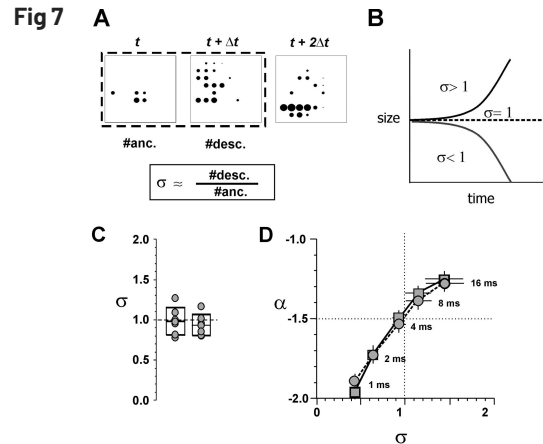 Fig 7
A
t
t + Δt
t + 2Δt
#anc.
#desc.
σ ≈ #desc.
#anc.
B
size
σ> 1
σ= 1
σ< 1
time
C
σ
2.0
1.5
1.0
0.5
0.0
D
α
-1.0
-1.5
-2.0
16 ms
8 ms
4 ms
2 ms
1 ms
0
1
2
σ